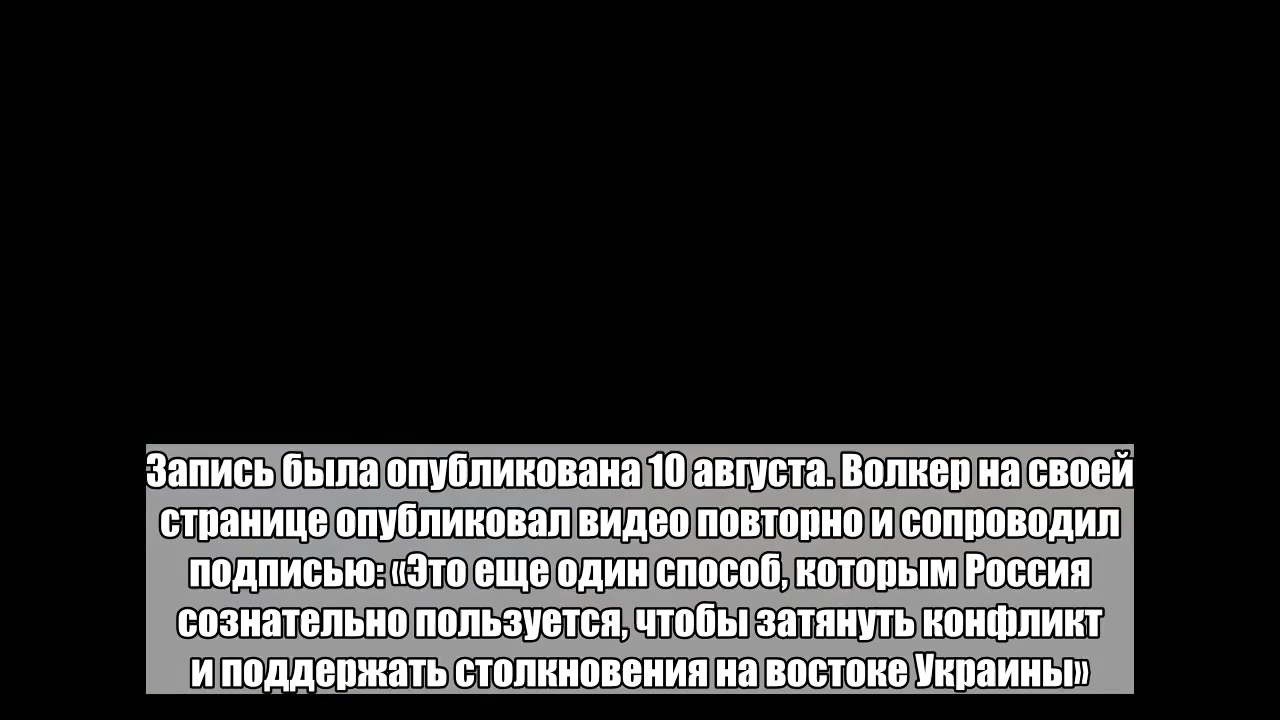 Запись была опубликована 10 августа. Волкер на своей
странице опубликовал видео повторно и сопроводил
подписью: «Это еще один способ, которым Россия
сознательно пользуется, чтобы затянуть конфликт
и поддержать столкновения на востоке Украины»